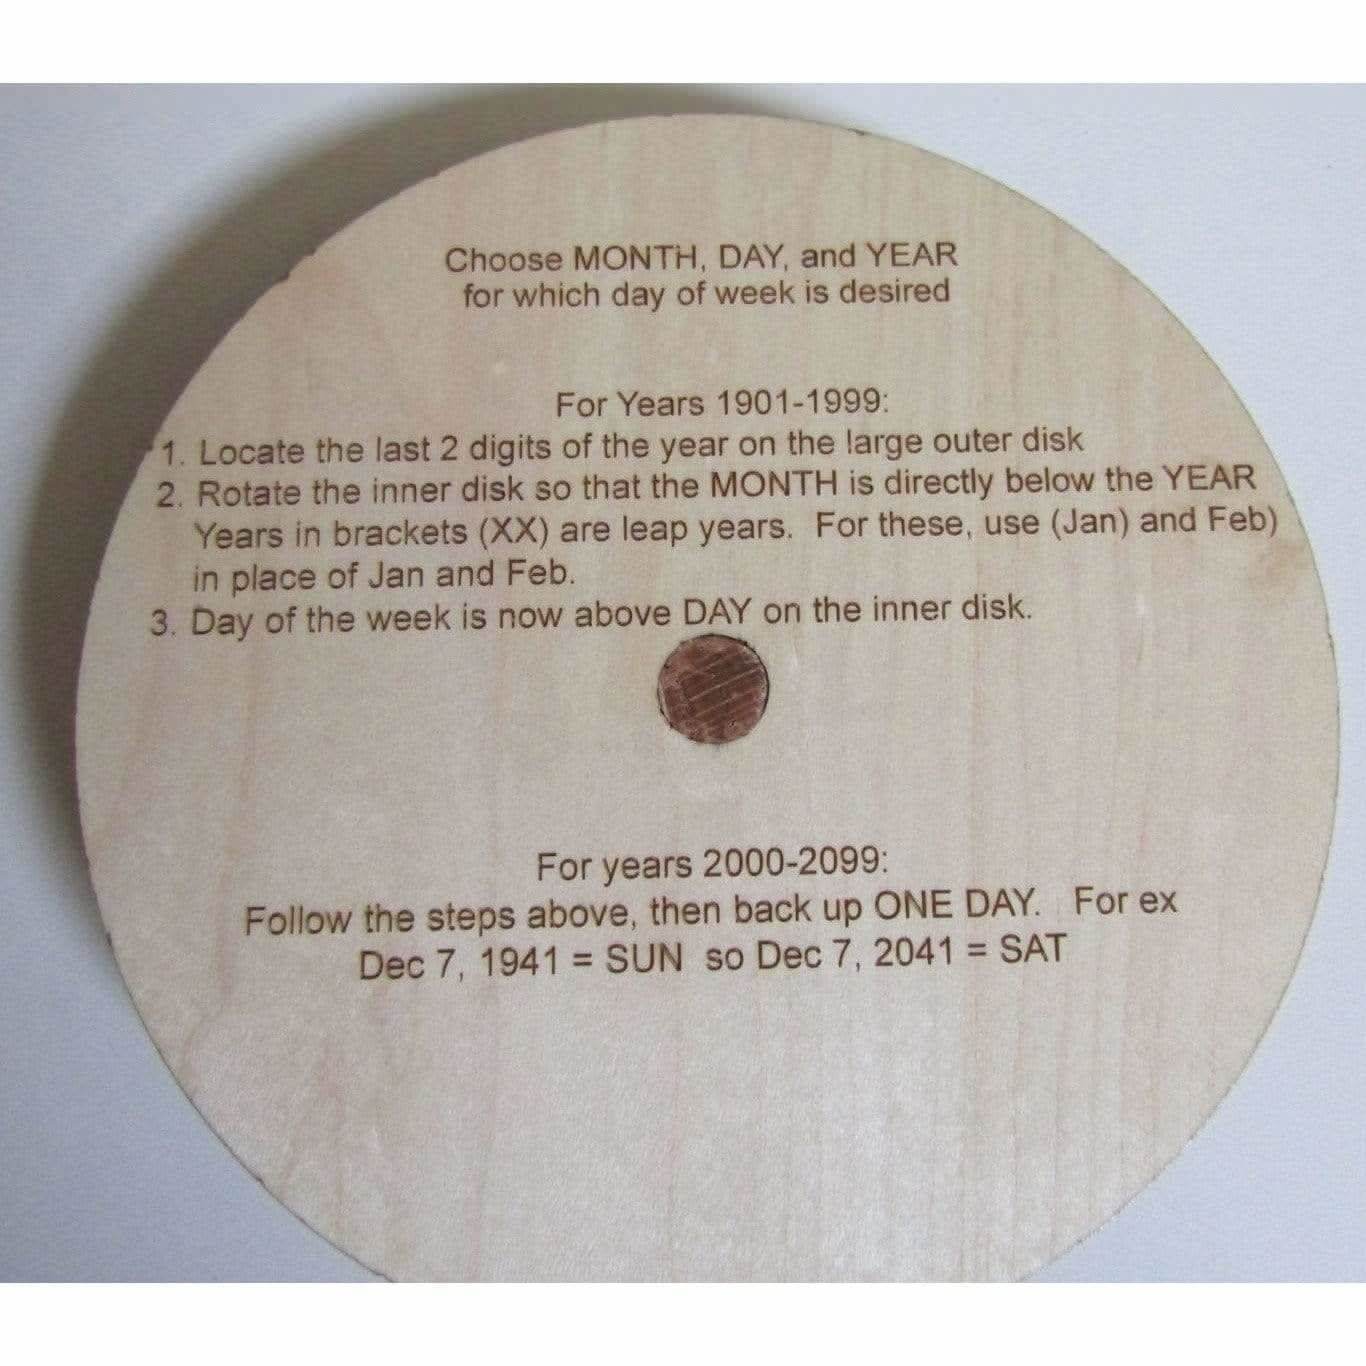 Choose MONTH, DAY, and YEAR
for which day of week is desired
For Years 1901-1999:
1. Locate the last 2 digits of the year on the large outer disk
2. Rotate the inner disk so that the MONTH is directly below the YEAR
Years in brackets (XX) are leap years. For these, use (Jan) and Feb)
in place of Jan and Feb.
3. Day of the week is now above DAY on the inner disk.
For years 2000-2099:
Follow the steps above, then back up ONE DAY. For ex
Dec 7, 1941 = SUN so Dec 7, 2041 = SAT